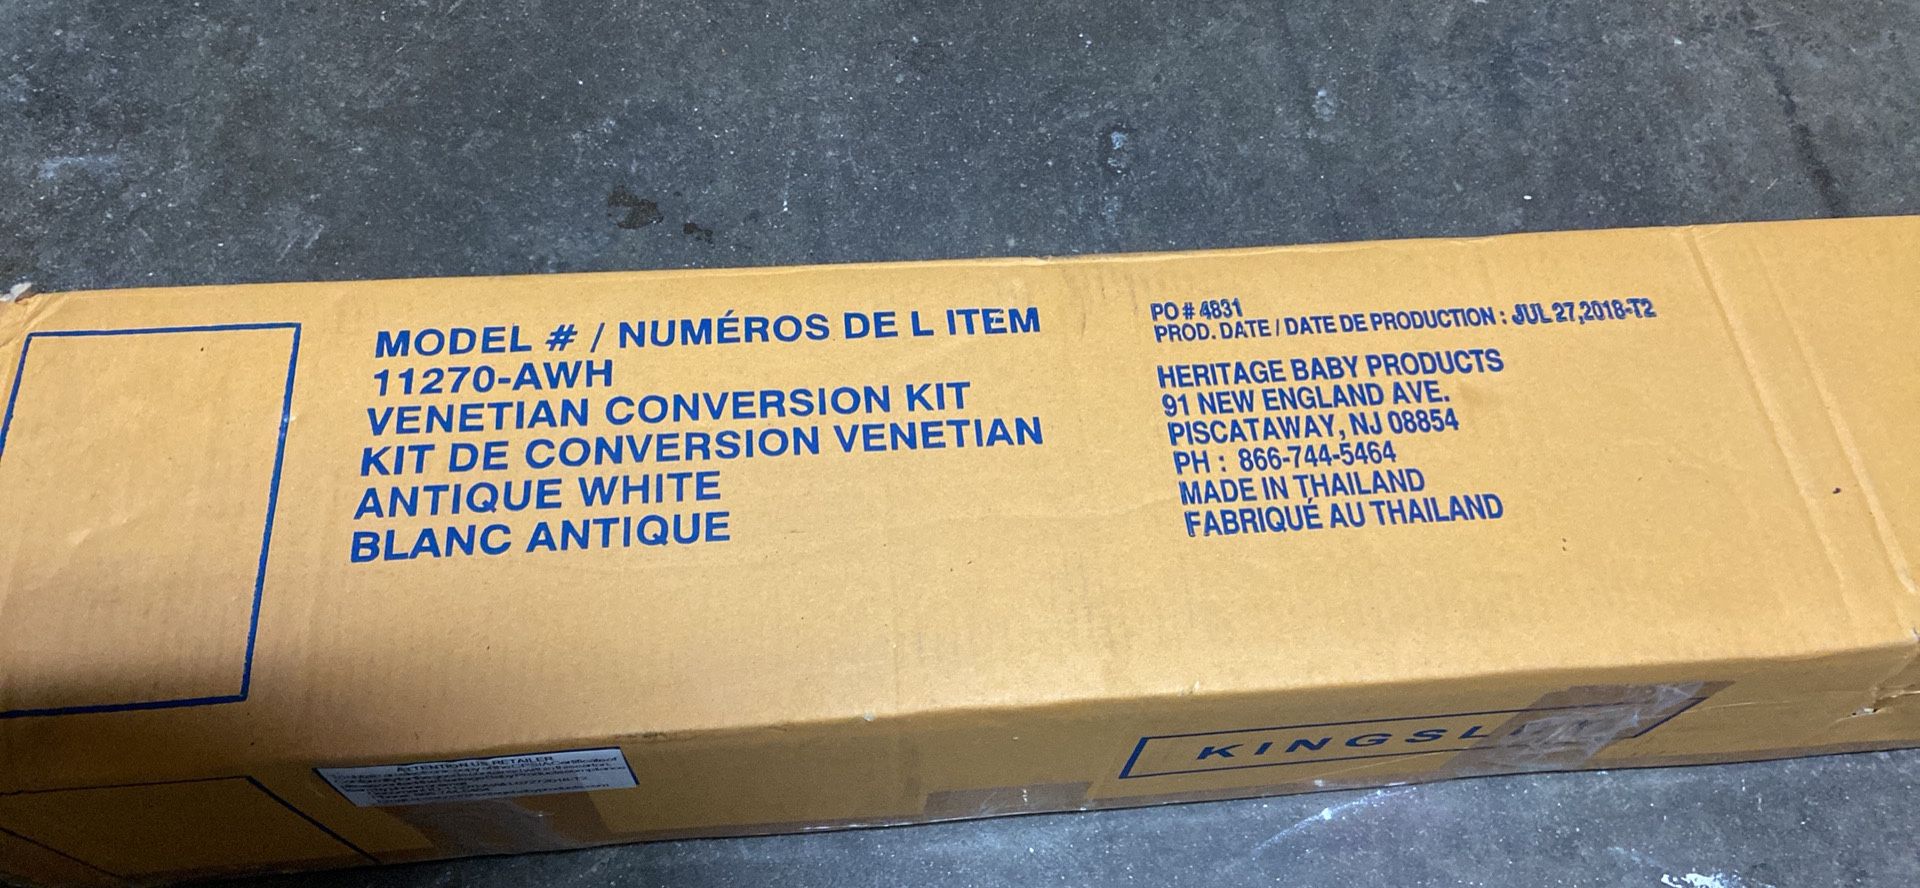 MODEL # / NUMÉROS DE L ITEM
11270-AWH
VENETIAN CONVERSION KIT
KIT DE CONVERSION VENETIAN
ANTIQUE WHITE
BLANC ANTIQUE
PO # 4831
PROD. DATE / DATE DE PRODUCTION : JUL 27,2018-T2
HERITAGE BABY PRODUCTS
91 NEW ENGLAND AVE.
PISCATAWAY, NJ 08854
PH : 866-744-5464
MADE IN THAILAND
FABRIQUÉ AU THAILAND
ATTENTION US RETAILER